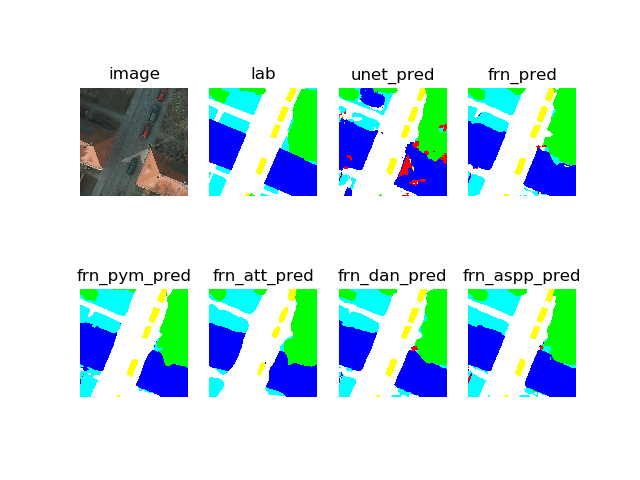 image
lab
unet_pred
frn_pred
frn_pym_pred
frn_att_pred
frn_dan_pred
frn_aspp_pred